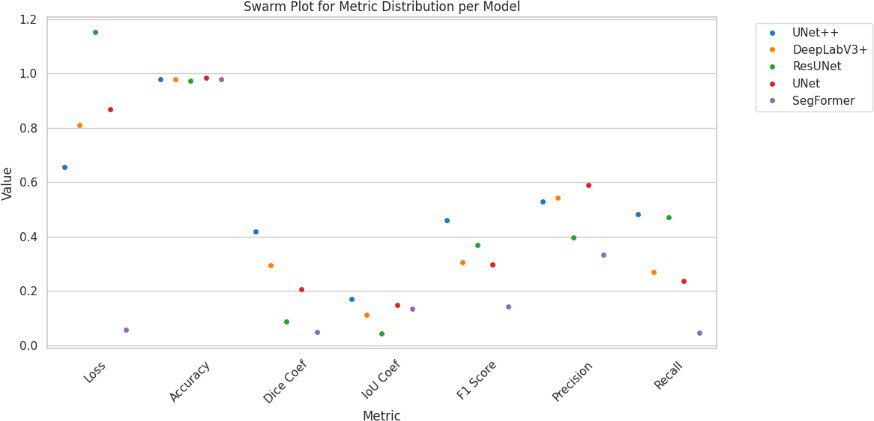 Swarm Plot for Metric Distribution per Model
1.2
1.0
0.8
0.6
0.4
0.2
0.0
Value
Loss
Accuracy
Dice Coef
IoU Coef
F1 Score
Precision
Recall
Metric
UNet++
DeepLabV3+
ResUNet
UNet
SegFormer